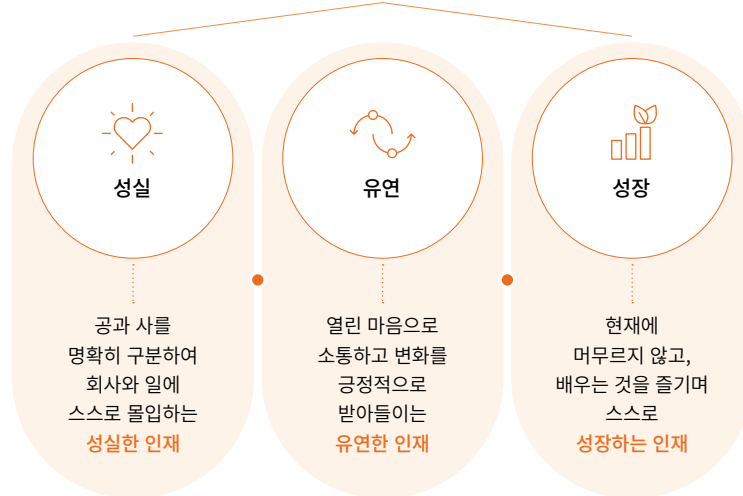 성실
공과 사를
명확히 구분하여
회사와 일에
스스로 몰입하는
성실한 인재
유연
열린 마음으로
소통하고 변화를
긍정적으로
받아들이는
유연한 인재
성장
현재에
머무르지 않고,
배우는 것을 즐기며
스스로
성장하는 인재